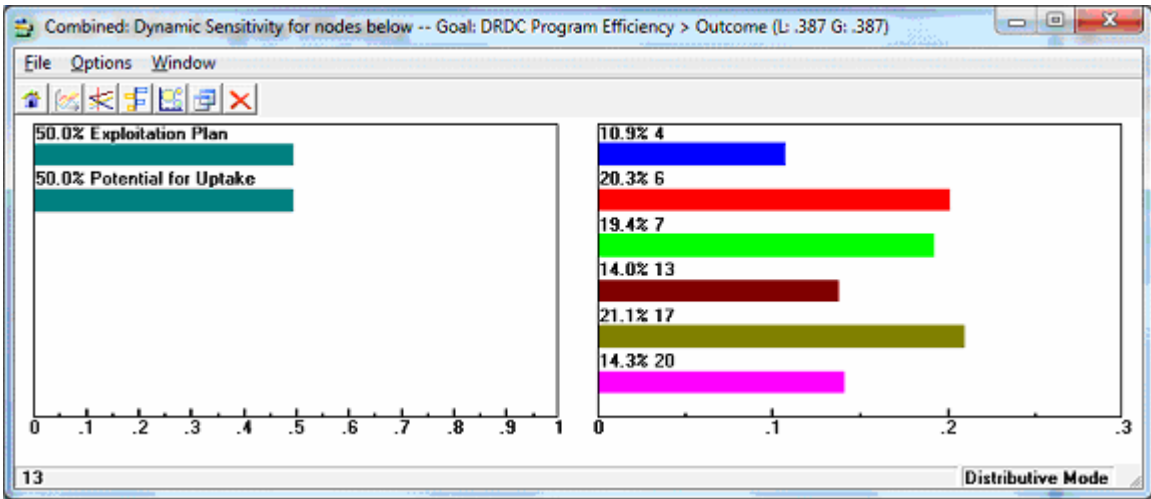 Combined: Dynamic Sensitivity for nodes below -- Goal: DRDC Program Efficiency > Outcome (L: .387 G: .387)
File Options Window
50.0% Exploitation Plan
50.0% Potential for Uptake
0 .1 .2 .3 .4 .5 .6 .7 .8 .9 1
10.9% 4
20.3% 6
19.4% 7
14.0% 13
21.1% 17
14.3% 20
0 .1 .2 .3
13
Distributive Mode